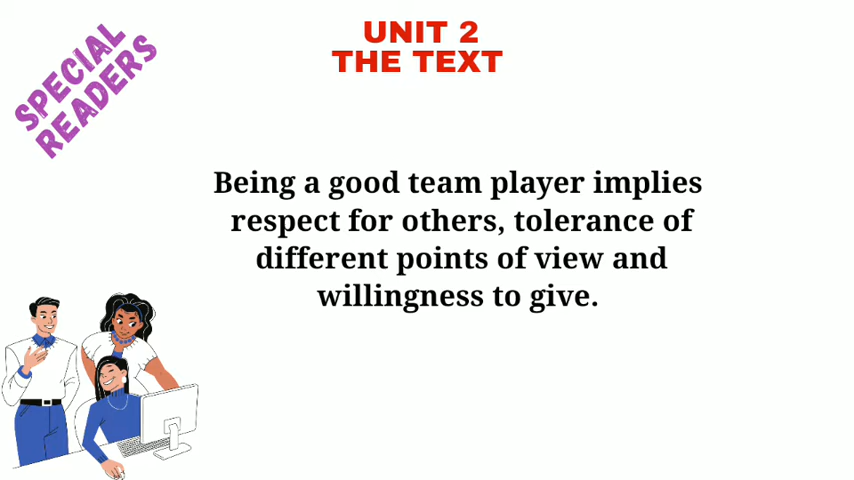 SPECIAL
READERS
UNIT 2
THE TEXT
Being a good team player implies
respect for others, tolerance of
different points of view and
willingness to give.